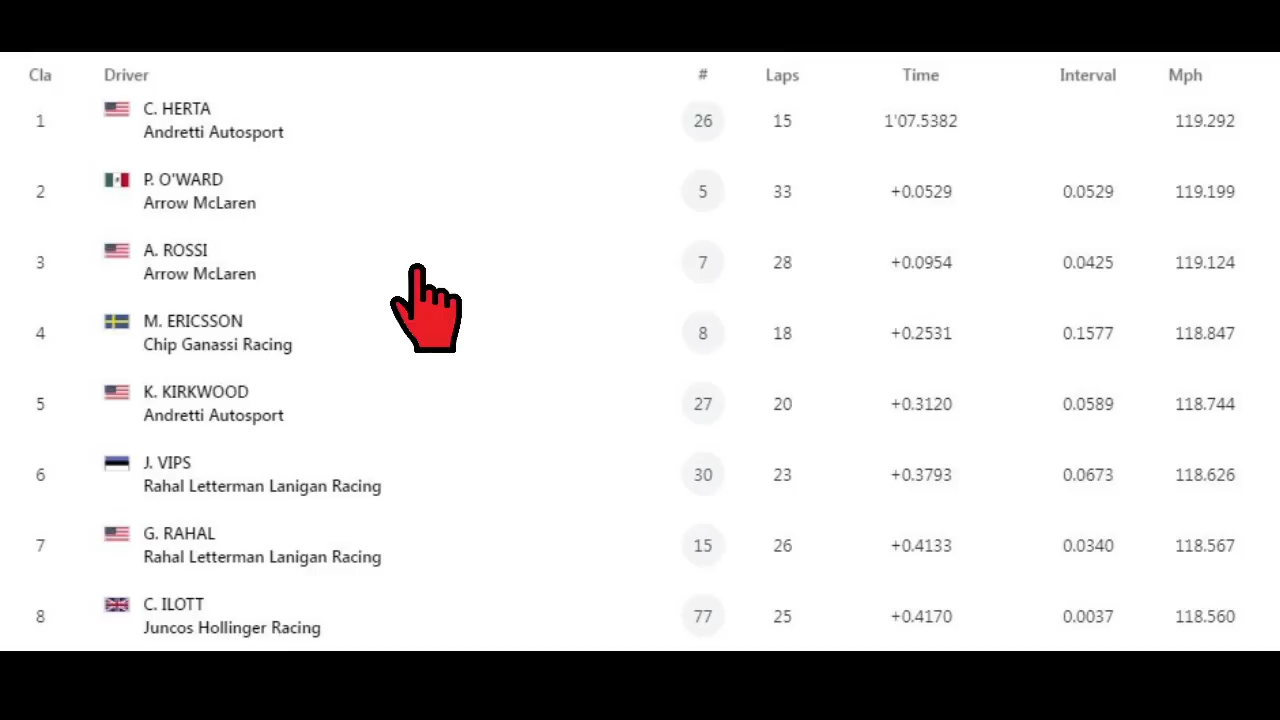 Cla Driver # Laps Time Interval Mph
C. HERTA
1 26 15 1'07.5382 119.292
Andretti Autosport
P. O'WARD
2 5 33 +0.0529 0.0529 119.199
Arrow McLaren
A. ROSSI
3 7 28 +0.0954 0.0425 119.124
Arrow McLaren
M. ERICSSON
4 8 18 +0.2531 0.1577 118.847
Chip Ganassi Racing
K. KIRKWOOD
5 27 20 +0.3120 0.0589 118.744
Andretti Autosport
J. VIPS
6 30 23 +0.3793 0.0673 118.626
Rahal Letterman Lanigan Racing
G. RAHAL
7 15 26 +0.4133 0.0340 118.567
Rahal Letterman Lanigan Racing
C. ILOTT
8 77 25 +0.4170 0.0037 118.560
Juncos Hollinger Racing